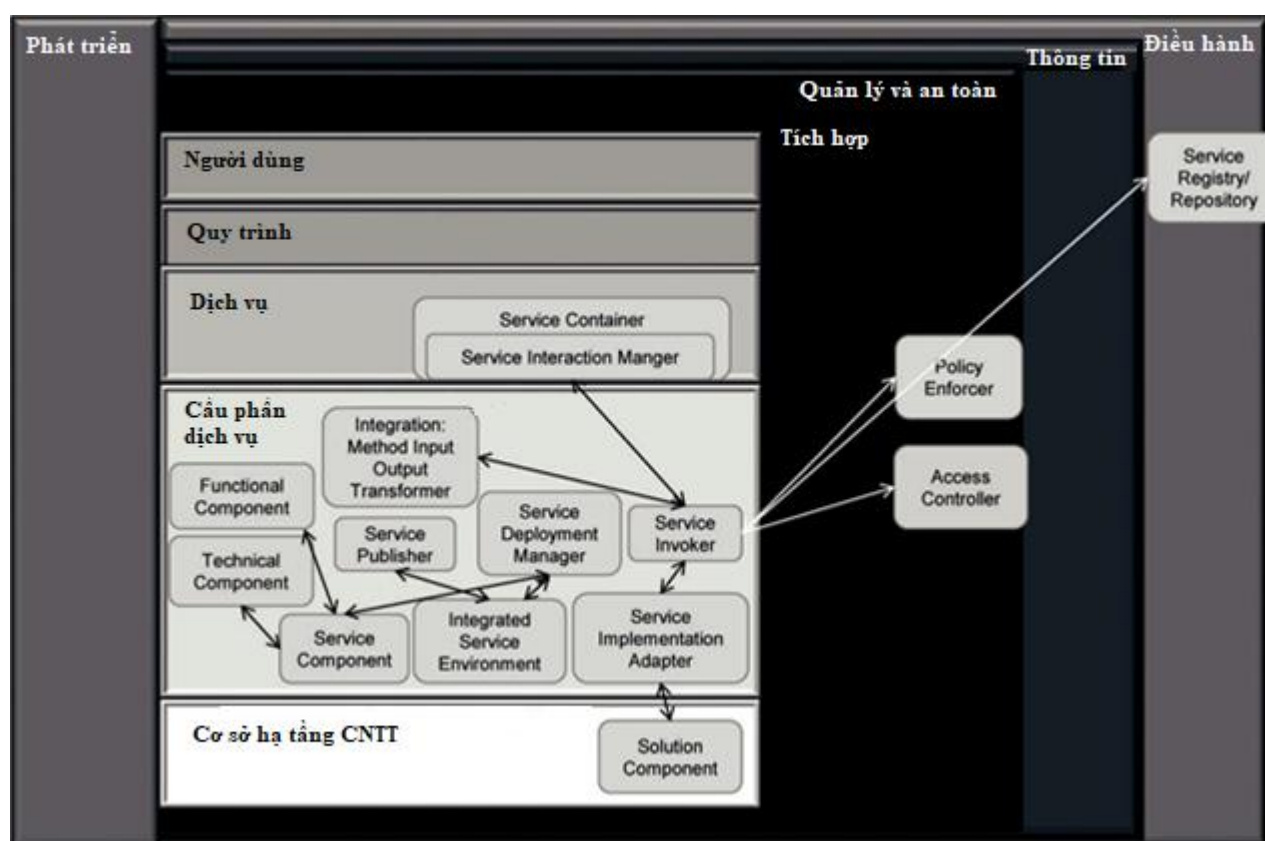 Phát triển
Điều hành
Thông tin
Quản lý và an toàn
Tích hợp
Người dùng
Service
Registry/
Repository
Quy trình
Dịch vụ
Service Container
Service Interaction Manger
Policy
Enforcer
Cấu phần
dịch vụ
Integration:
Method Input
Output
Transformer
Functional
Component
Access
Controller
Service
Publisher
Service
Deployment
Manager
Service
Invoker
Technical
Component
Service
Component
Integrated
Service
Environment
Service
Implementation
Adapter
Cơ sở hạ tầng CNTT
Solution
Component